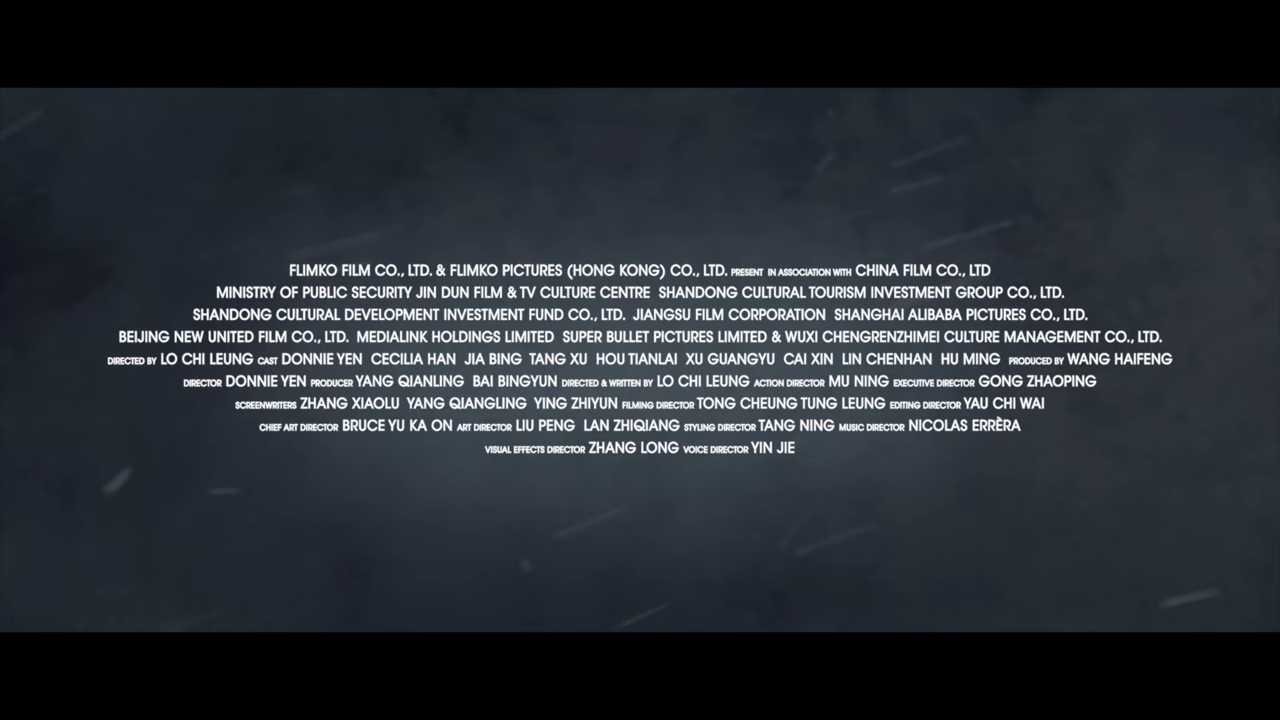 FLIMKO FILM CO., LTD. & FLIMKO PICTURES (HONG KONG) CO., LTD. PRESENT IN ASSOCIATION WITH CHINA FILM CO., LTD
MINISTRY OF PUBLIC SECURITY JIN DUN FILM & TV CULTURE CENTRE SHANDONG CULTURAL TOURISM INVESTMENT GROUP CO., LTD.
SHANDONG CULTURAL DEVELOPMENT INVESTMENT FUND CO., LTD. JIANGSU FILM CORPORATION SHANGHAI ALIBABA PICTURES CO., LTD.
BEIJING NEW UNITED FILM CO., LTD. MEDIALINK HOLDINGS LIMITED SUPER BULLET PICTURES LIMITED & WUXI CHENGRENZHIMEI CULTURE MANAGEMENT CO., LTD.
DIRECTED BY LO CHI LEUNG CAST DONNIE YEN CECILIA HAN JIA BING TANG XU HOU TIANLAI XU GUANGYU CAI XIN LIN CHENHAN HU MING PRODUCED BY WANG HAIFENG
DIRECTOR DONNIE YEN PRODUCER YANG QIANLING BAI BINGYUN DIRECTED & WRITTEN BY LO CHI LEUNG ACTION DIRECTOR MU NING EXECUTIVE DIRECTOR GONG ZHAOPING
SCREENWRITERS ZHANG XIAOLU YANG QIANGLING YING ZHIYUN FILMING DIRECTOR TONG CHEUNG TUNG LEUNG EDITING DIRECTOR YAU CHI WAI
CHIEF ART DIRECTOR BRUCE YU KA ON ART DIRECTOR LIU PENG LAN ZHIQIANG STYLING DIRECTOR TANG NING MUSIC DIRECTOR NICOLAS ERRÈRA
VISUAL EFFECTS DIRECTOR ZHANG LONG VOICE DIRECTOR YIN JIE